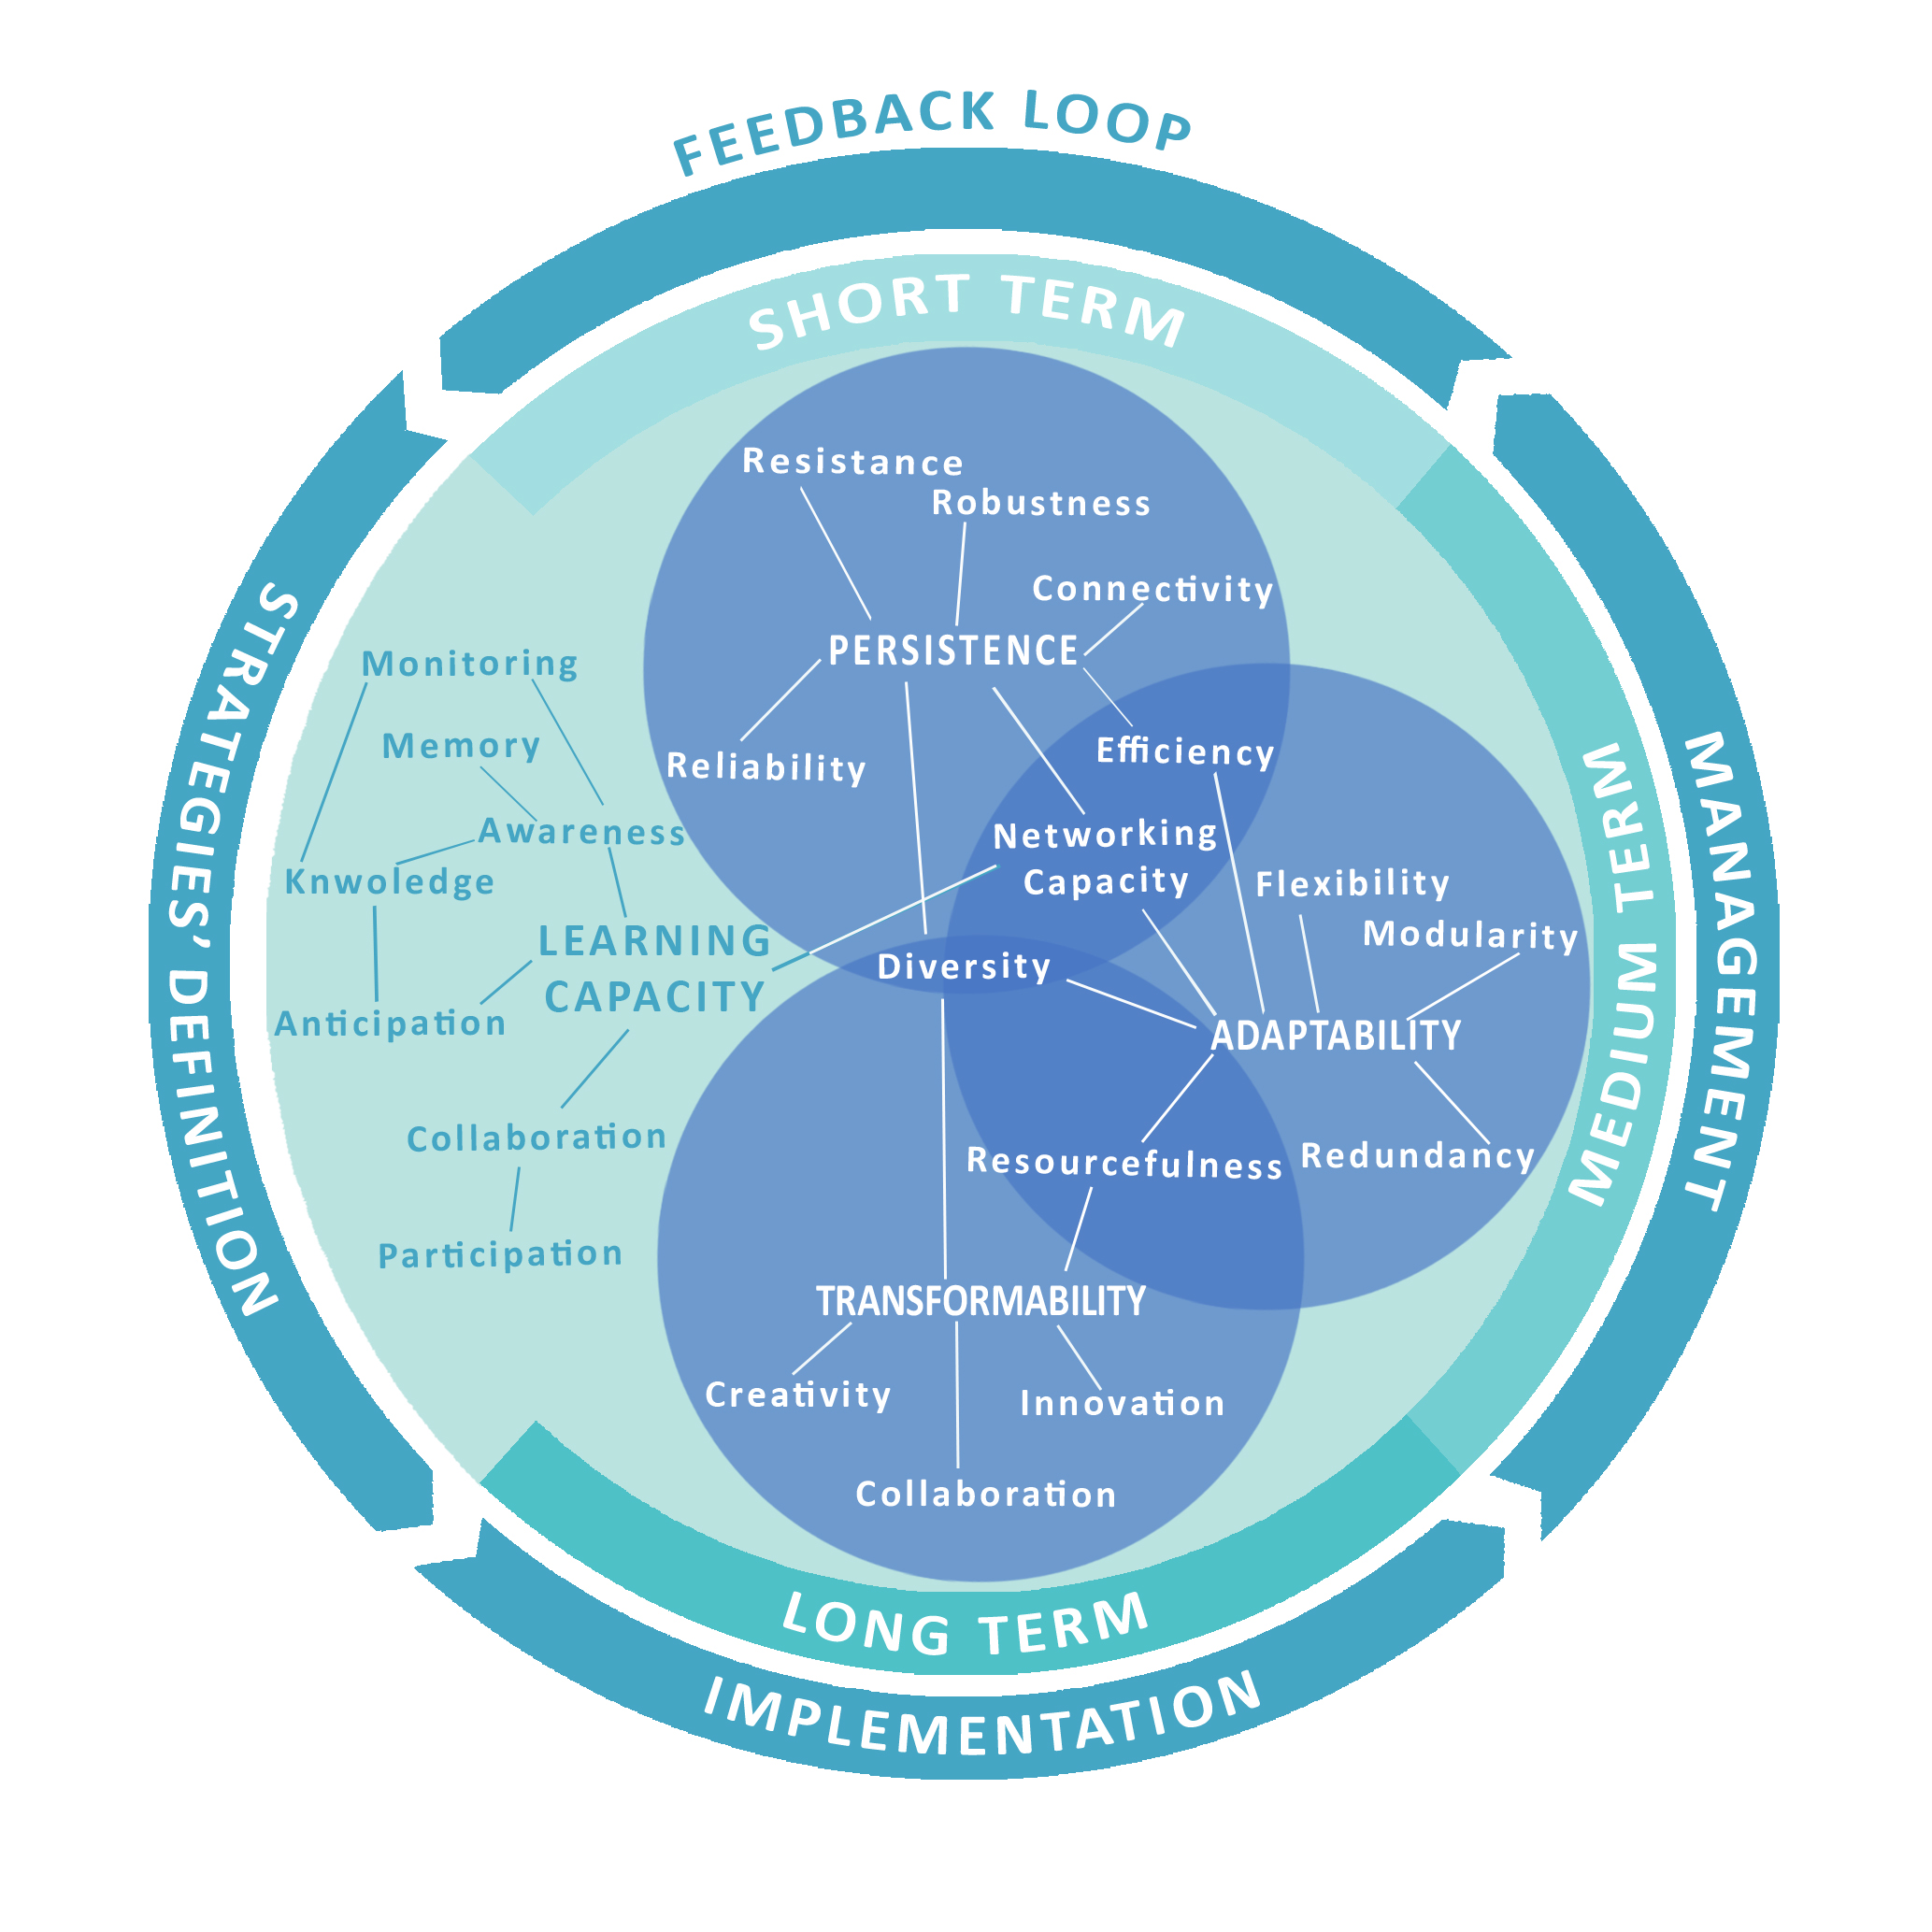 FEEDBACK LOOP
SHORT TERM
Resistance
Robustness
Connectivity
PERSISTENCE
Reliability
Efficiency
Networking
Capacity
Diversity
Flexibility
Modularity
ADAPTABILITY
Resourcefulness
Redundancy
TRANSFORMABILITY
Creativity
Innovation
Collaboration
Monitoring
Memory
Awareness
Knwoledge
LEARNING
CAPACITY
Anticipation
Collaboration
Participation
STRATEGIES' DEFINITION
MEDIUM TERM
MANAGEMENT
LONG TERM
IMPLEMENTATION